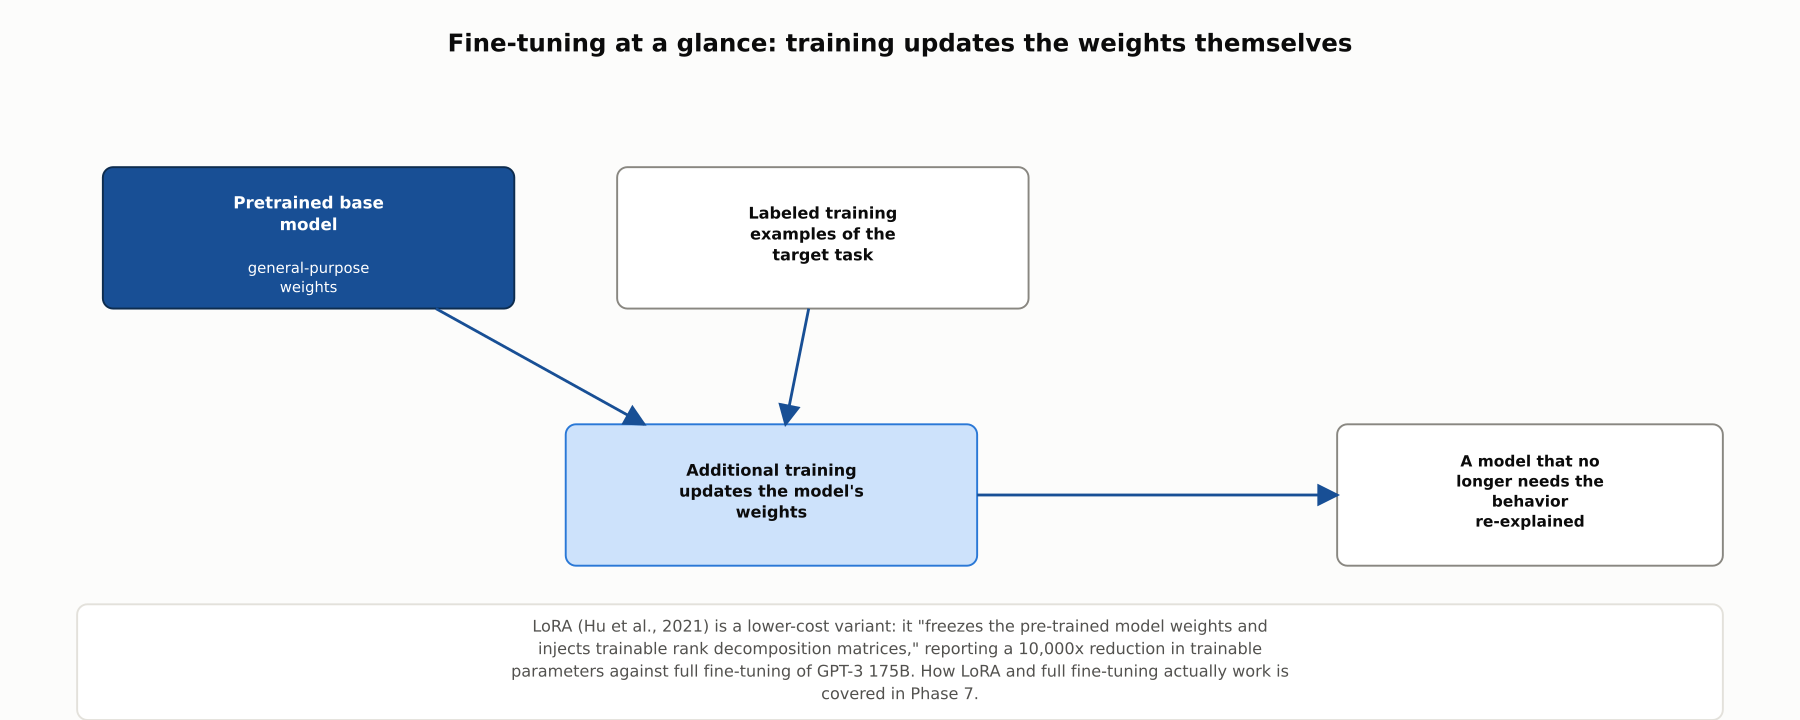 Fine-tuning at a glance: training updates the weights themselves
Pretrained base
model
general-purpose
weights
Labeled training
examples of the
target task
Additional training
updates the model's
weights
A model that no
longer needs the
behavior
re-explained
LoRA (Hu et al., 2021) is a lower-cost variant: it "freezes the pre-trained model weights and
injects trainable rank decomposition matrices," reporting a 10,000x reduction in trainable
parameters against full fine-tuning of GPT-3 175B. How LoRA and full fine-tuning actually work is
covered in Phase 7.